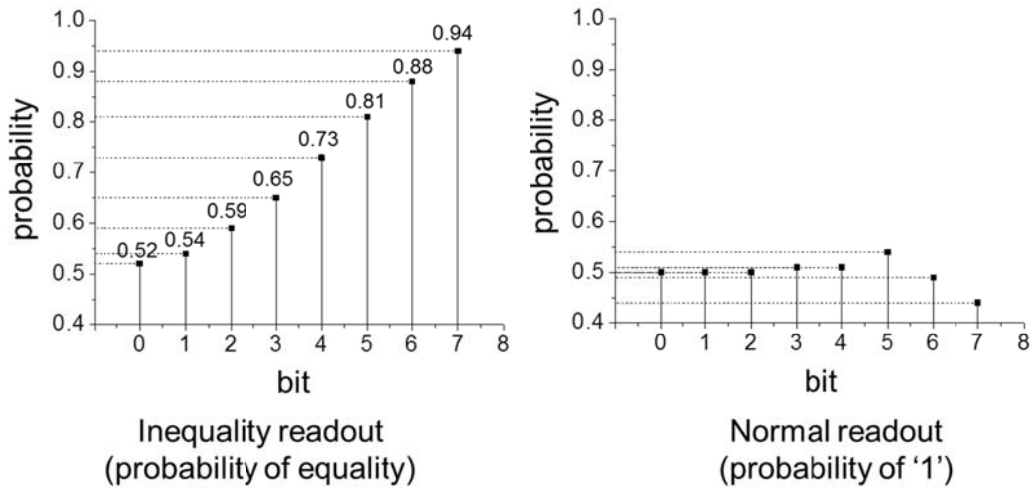 1.0
0.9
0.8
0.7
0.6
0.5
0.4
probability
0.52
0.54
0.59
0.65
0.73
0.81
0.88
0.94
0 1 2 3 4 5 6 7 8
bit
Inequality readout
(probability of equality)
1.0
0.9
0.8
0.7
0.6
0.5
0.4
probability
0 1 2 3 4 5 6 7 8
bit
Normal readout
(probability of ‘1’)